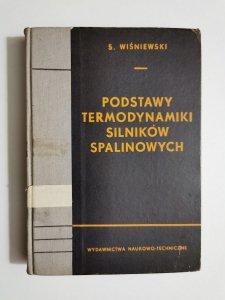 S. WIŚNIEWSKI
PODSTAWY
TERMODYNAMIKI
SILNIKÓW
SPALINOWYCH
WYDAWNICTWA NAUKOWO-TECHNICZNE